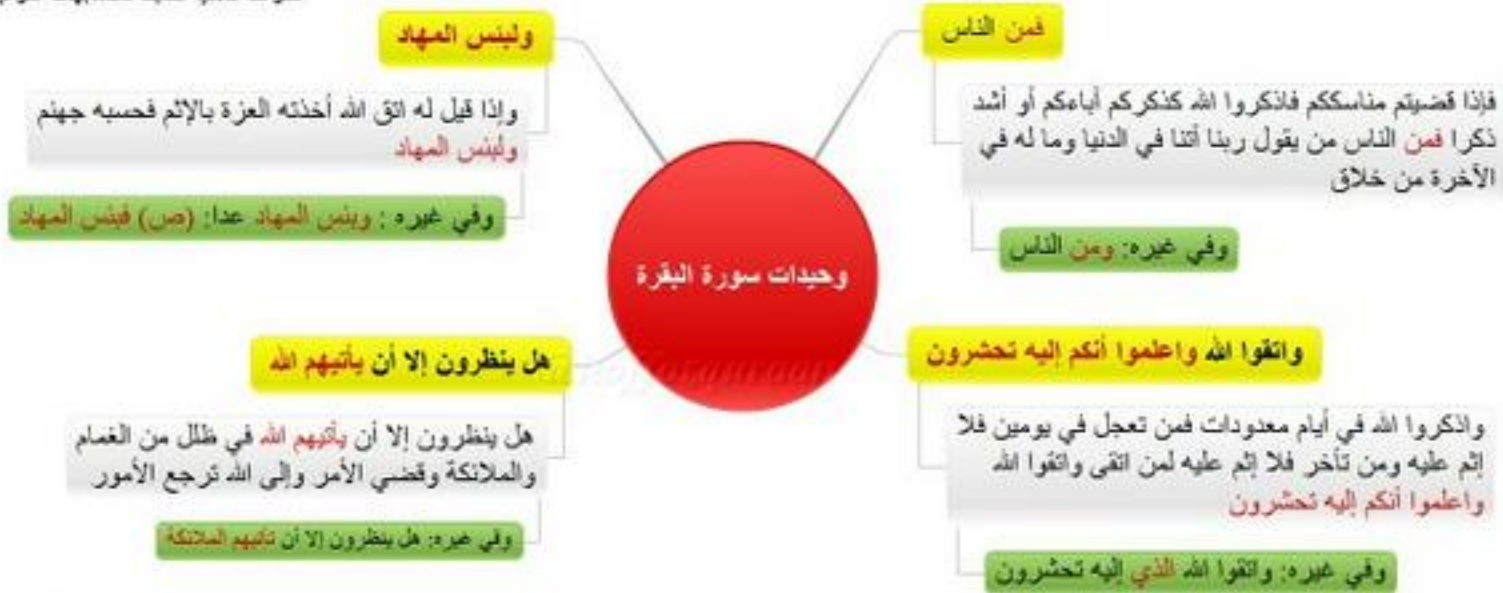 فمن الناس
فإذا قضيتم مناسككم فاذكروا الله كذكركم أباءكم أو أشد
ذكرا فمن الناس من يقول ربنا أتنا في الدنيا وما له في
الآخرة من خلاق
وفي غيره: ومن الناس
واتقوا الله واعلموا أنكم إليه تحشرون
واذكروا الله في أيام معدودات فمن تعجل في يومين فلا
إثم عليه ومن تأخر فلا إثم عليه لمن اتقى واتقوا الله
واعلموا أنكم إليه تحشرون
وفي غيره: واتقوا الله الذي إليه تحشرون
وحيدات سورة البقرة
ولبئس المهاد
وإذا قيل له اتق الله أخذته العزة بالإثم فحسبه جهنم
ولبئس المهاد
وفي غيره : وبئس المهاد عدا: (ص) فبئس المهاد
هل ينظرون إلا أن يأتيهم الله
هل ينظرون إلا أن يأتيهم الله في ظلل من الغمام
والملائكة وقضي الأمر وإلى الله ترجع الأمور
وفي غيره: هل ينظرون إلا أن تأتيهم الملائكة